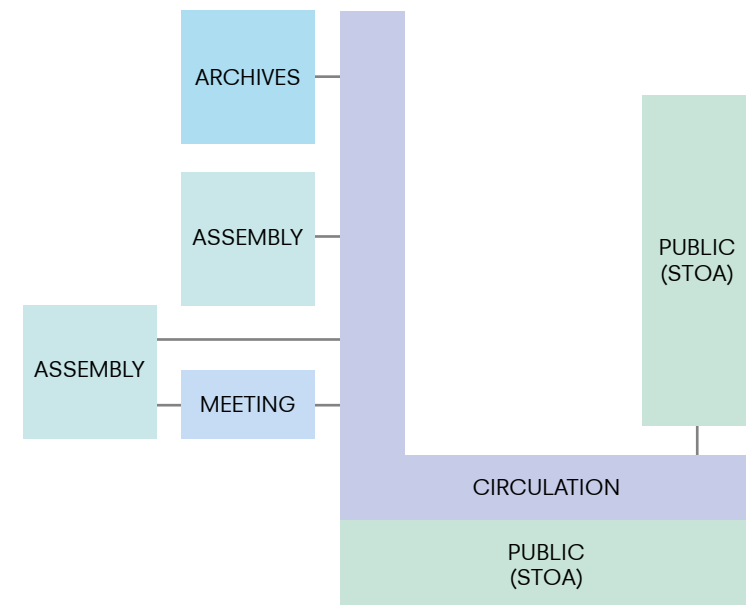 ARCHIVES
ASSEMBLY
PUBLIC
(STOA)
ASSEMBLY
MEETING
CIRCULATION
PUBLIC
(STOA)